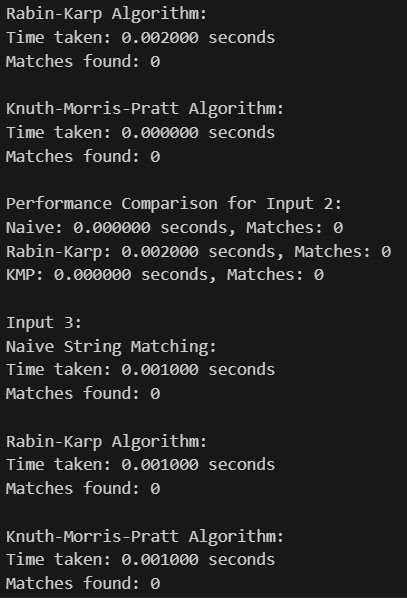 Rabin-Karp Algorithm:
Time taken: 0.002000 seconds
Matches found: 0

Knuth-Morris-Pratt Algorithm:
Time taken: 0.000000 seconds
Matches found: 0

Performance Comparison for Input 2:
Naive: 0.000000 seconds, Matches: 0
Rabin-Karp: 0.002000 seconds, Matches: 0
KMP: 0.000000 seconds, Matches: 0

Input 3:
Naive String Matching:
Time taken: 0.001000 seconds
Matches found: 0

Rabin-Karp Algorithm:
Time taken: 0.001000 seconds
Matches found: 0

Knuth-Morris-Pratt Algorithm:
Time taken: 0.001000 seconds
Matches found: 0